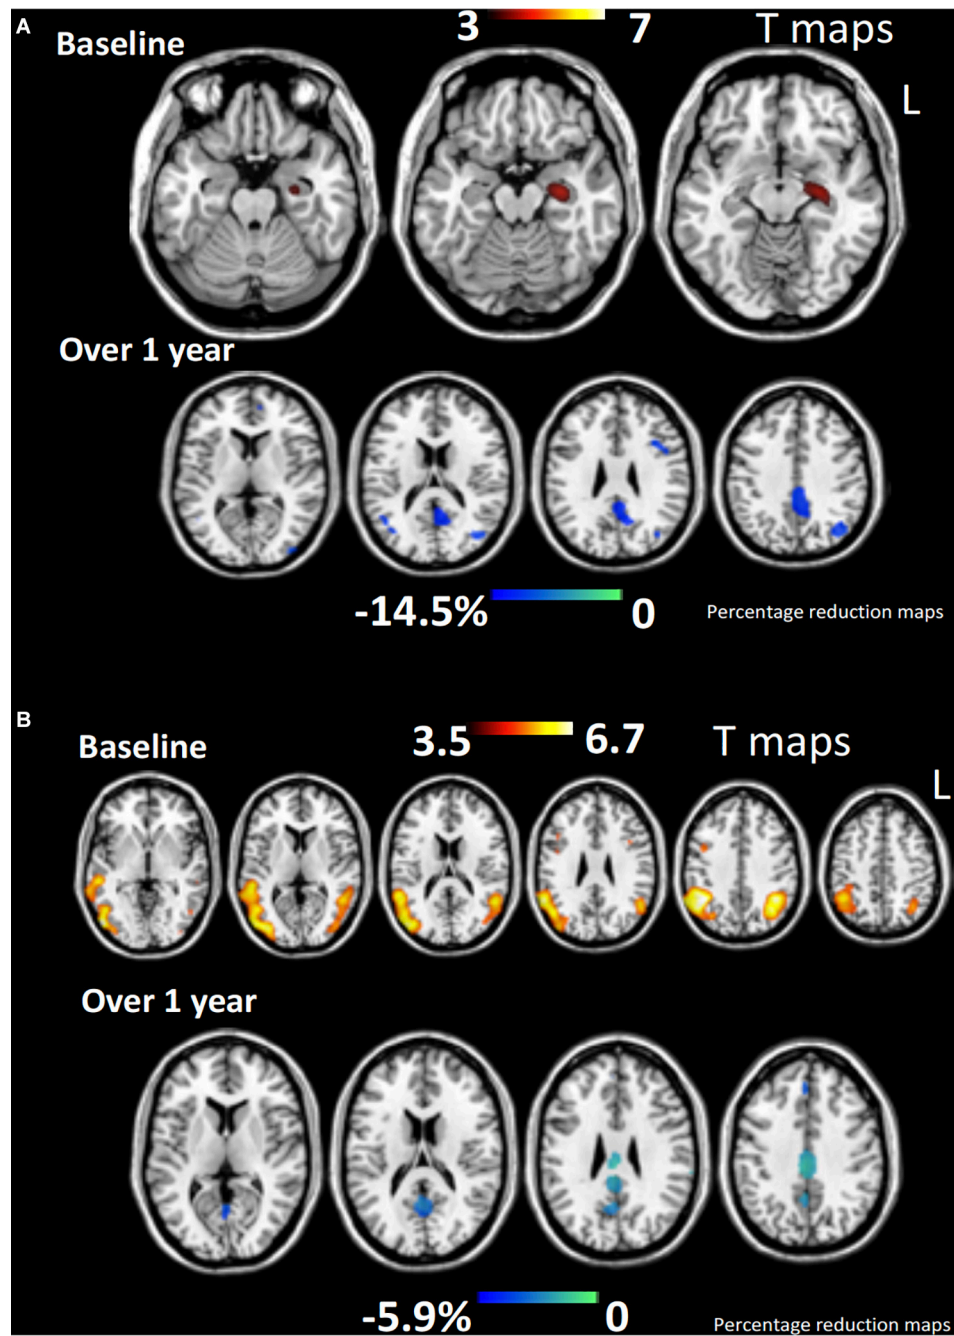 A
Baseline
3
7
T maps
L
Over 1 year
-14.5%
0
Percentage reduction maps
B
Baseline
3.5
6.7
T maps
L
Over 1 year
-5.9%
0
Percentage reduction maps